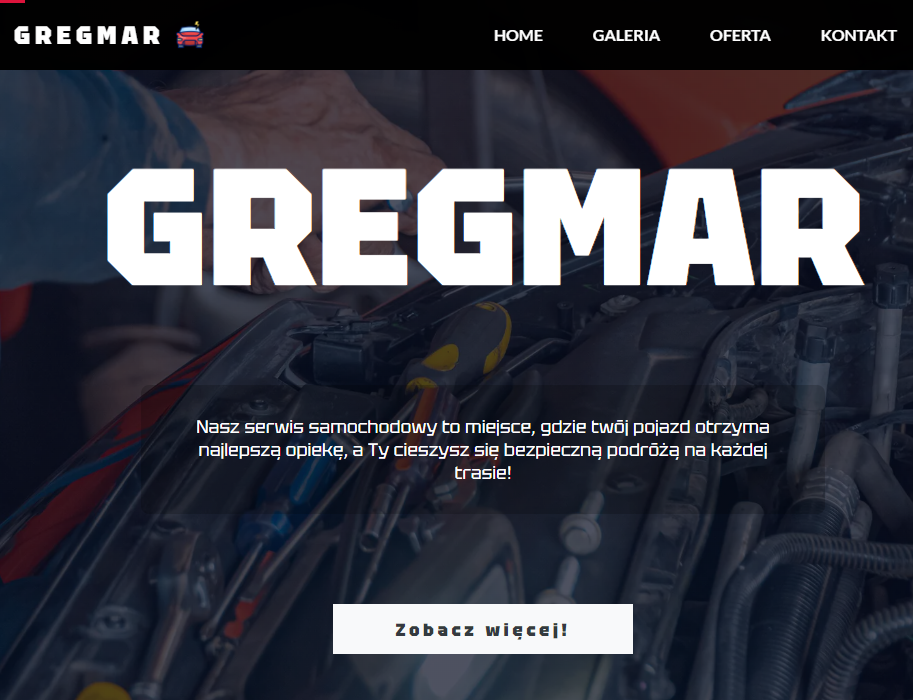 GREGMAR
HOME GALERIA OFERTA KONTAKT
GREGMAR
Nasz serwis samochodowy to miejsce, gdzie twój pojazd otrzyma
najlepszą opiekę, a Ty cieszysz się bezpieczną podróżą na każdej
trasie!
Zobacz więcej!